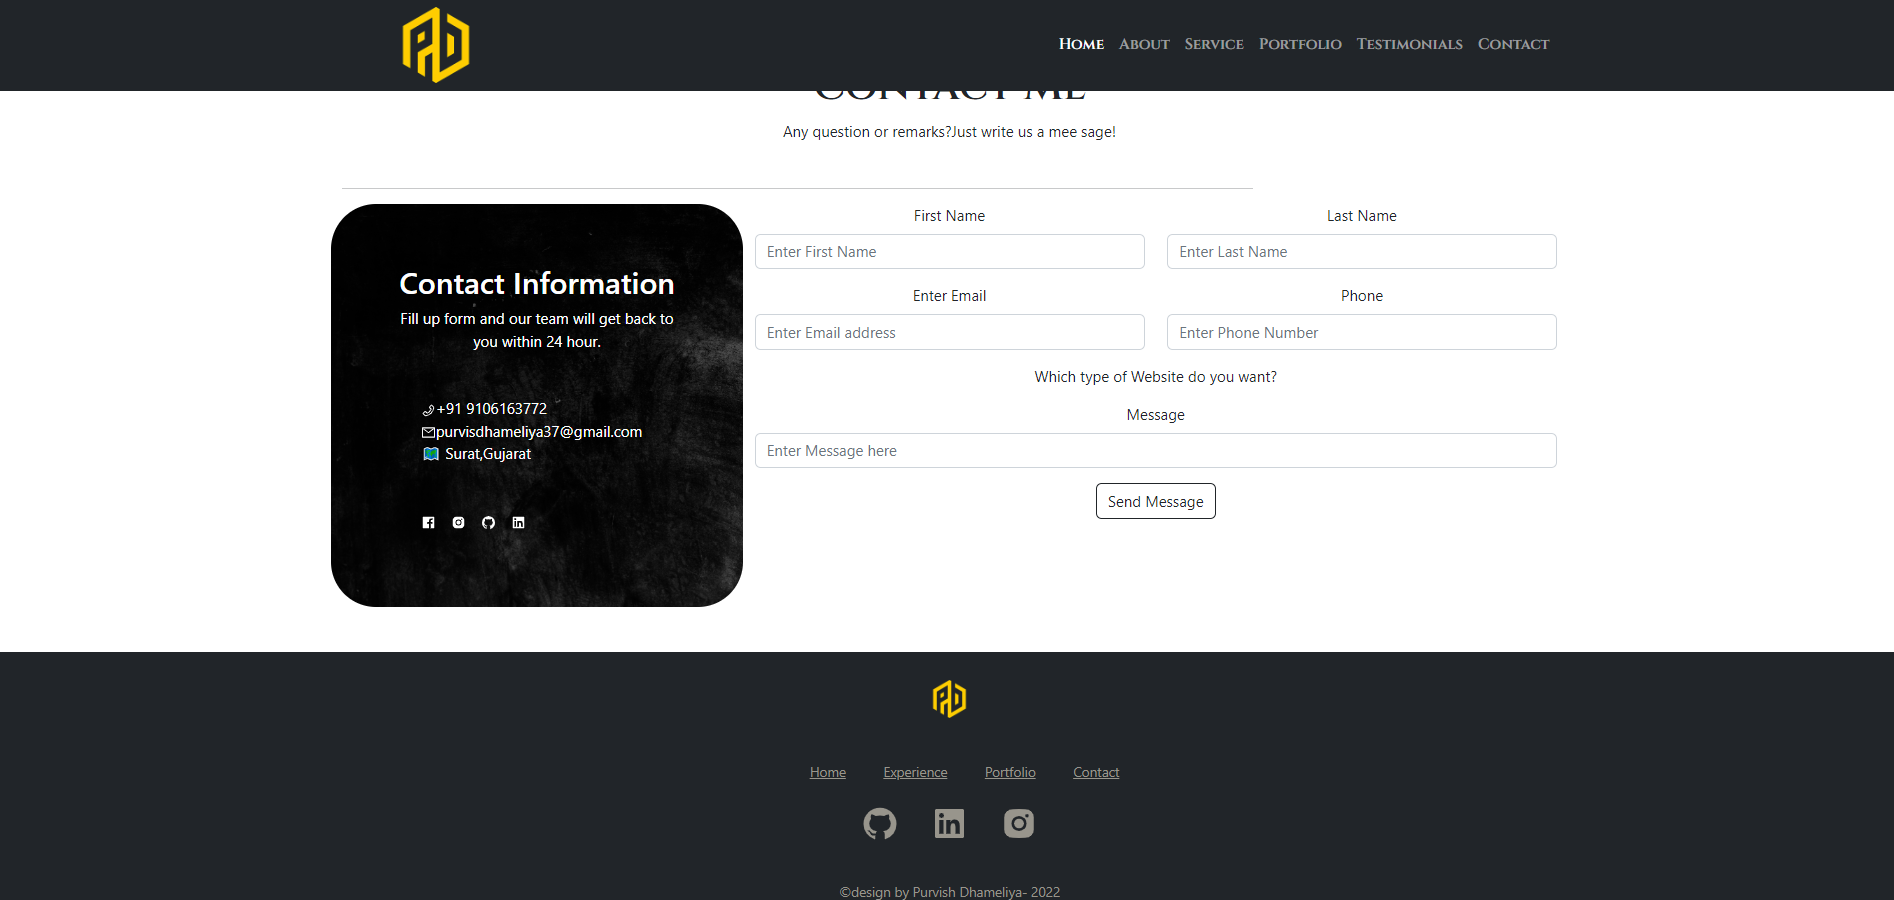 Home About Service Portfolio Testimonials Contact
Contact Me
Any question or remarks?Just write us a mee sage!
Contact Information
Fill up form and our team will get back to
you within 24 hour.
+91 9106163772
purvisdhameliya37@gmail.com
Surat,Gujarat
First Name Last Name
Enter First Name Enter Last Name
Enter Email Phone
Enter Email address Enter Phone Number
Which type of Website do you want?
Message
Enter Message here
Send Message
Home Experience Portfolio Contact
©design by Purvish Dhameliya- 2022